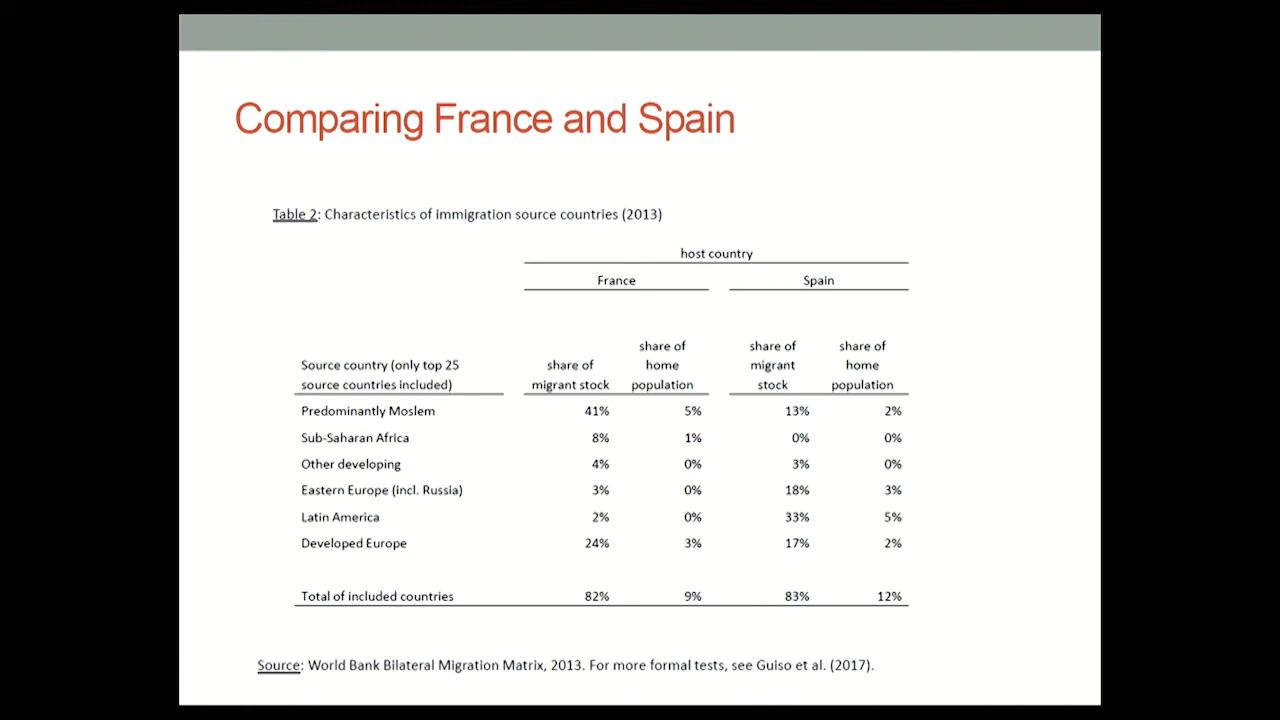 Comparing France and Spain
Table 2: Characteristics of immigration source countries (2013)
host country
France Spain
share of share of share of
Source country (only top 25 share of home migrant home
source countries included) migrant stock population stock population
Predominantly Moslem 41% 5% 13% 2%
Sub-Saharan Africa 8% 1% 0% 0%
Other developing 4% 0% 3% 0%
Eastern Europe (incl. Russia) 3% 0% 18% 3%
Latin America 2% 0% 33% 5%
Developed Europe 24% 3% 17% 2%
Total of included countries 82% 9% 83% 12%
Source: World Bank Bilateral Migration Matrix, 2013. For more formal tests, see Guiso et al. (2017).